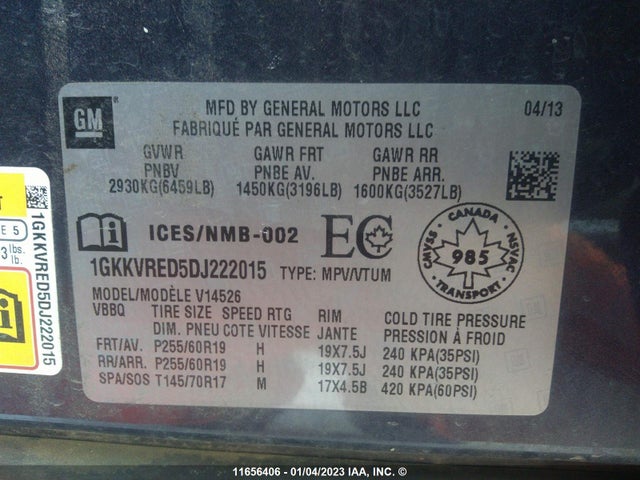 GM
MFD BY GENERAL MOTORS LLC
FABRIQUÉ PAR GENERAL MOTORS LLC
04/13
GVWR GAWR FRT GAWR RR
PNBV PNBE AV. PNBE ARR.
2930KG(6459LB) 1450KG(3196LB) 1600KG(3527LB)
ICES/NMB-002 EC
CANADA
CMVSS 985 NSVAC
TRANSPORT
1GKKVRED5DJ222015 TYPE: MPV/VTUM
MODEL/MODÈLE V14526
VBBQ TIRE SIZE SPEED RTG RIM COLD TIRE PRESSURE
DIM. PNEU COTE VITESSE JANTE PRESSION À FROID
FRT/AV. P255/60R19 H 19X7.5J 240 KPA(35PSI)
RR/ARR. P255/60R19 H 19X7.5J 240 KPA(35PSI)
SPA/SOS T145/70R17 M 17X4.5B 420 KPA(60PSI)
T
E 5
3 lbs.
lb.
1GKKVRED5DJ222015
11656406 - 01/04/2023 IAA, INC. ©